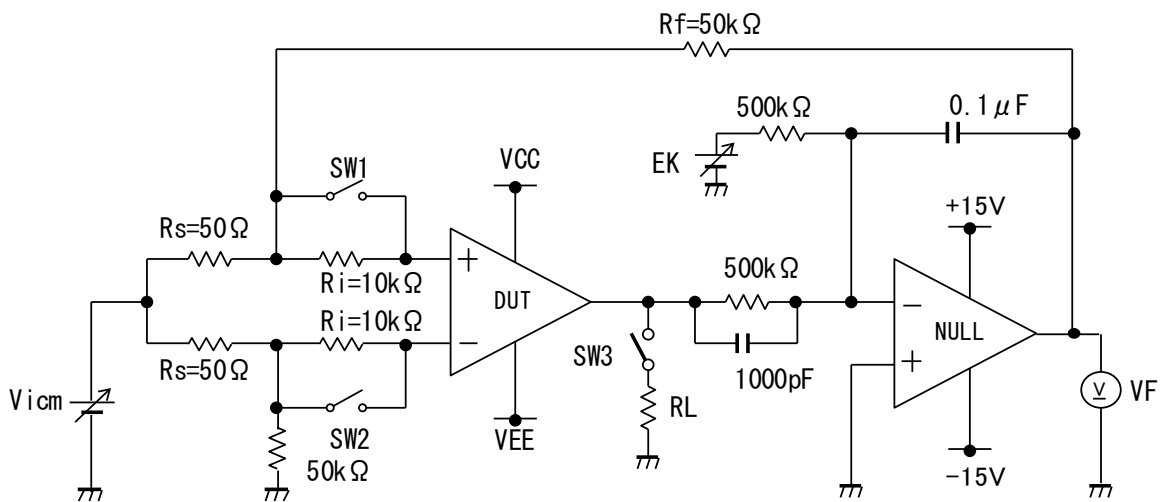 Rf=50kΩ
500kΩ
0.1μF
EK
SW1
VCC
+15V
Rs=50Ω
Ri=10kΩ
+
DUT
500kΩ
−
NULL
Ri=10kΩ
−
SW3
+
Rs=50Ω
1000pF
V
VF
Vicm
RL
SW2
VEE
50kΩ
−15V